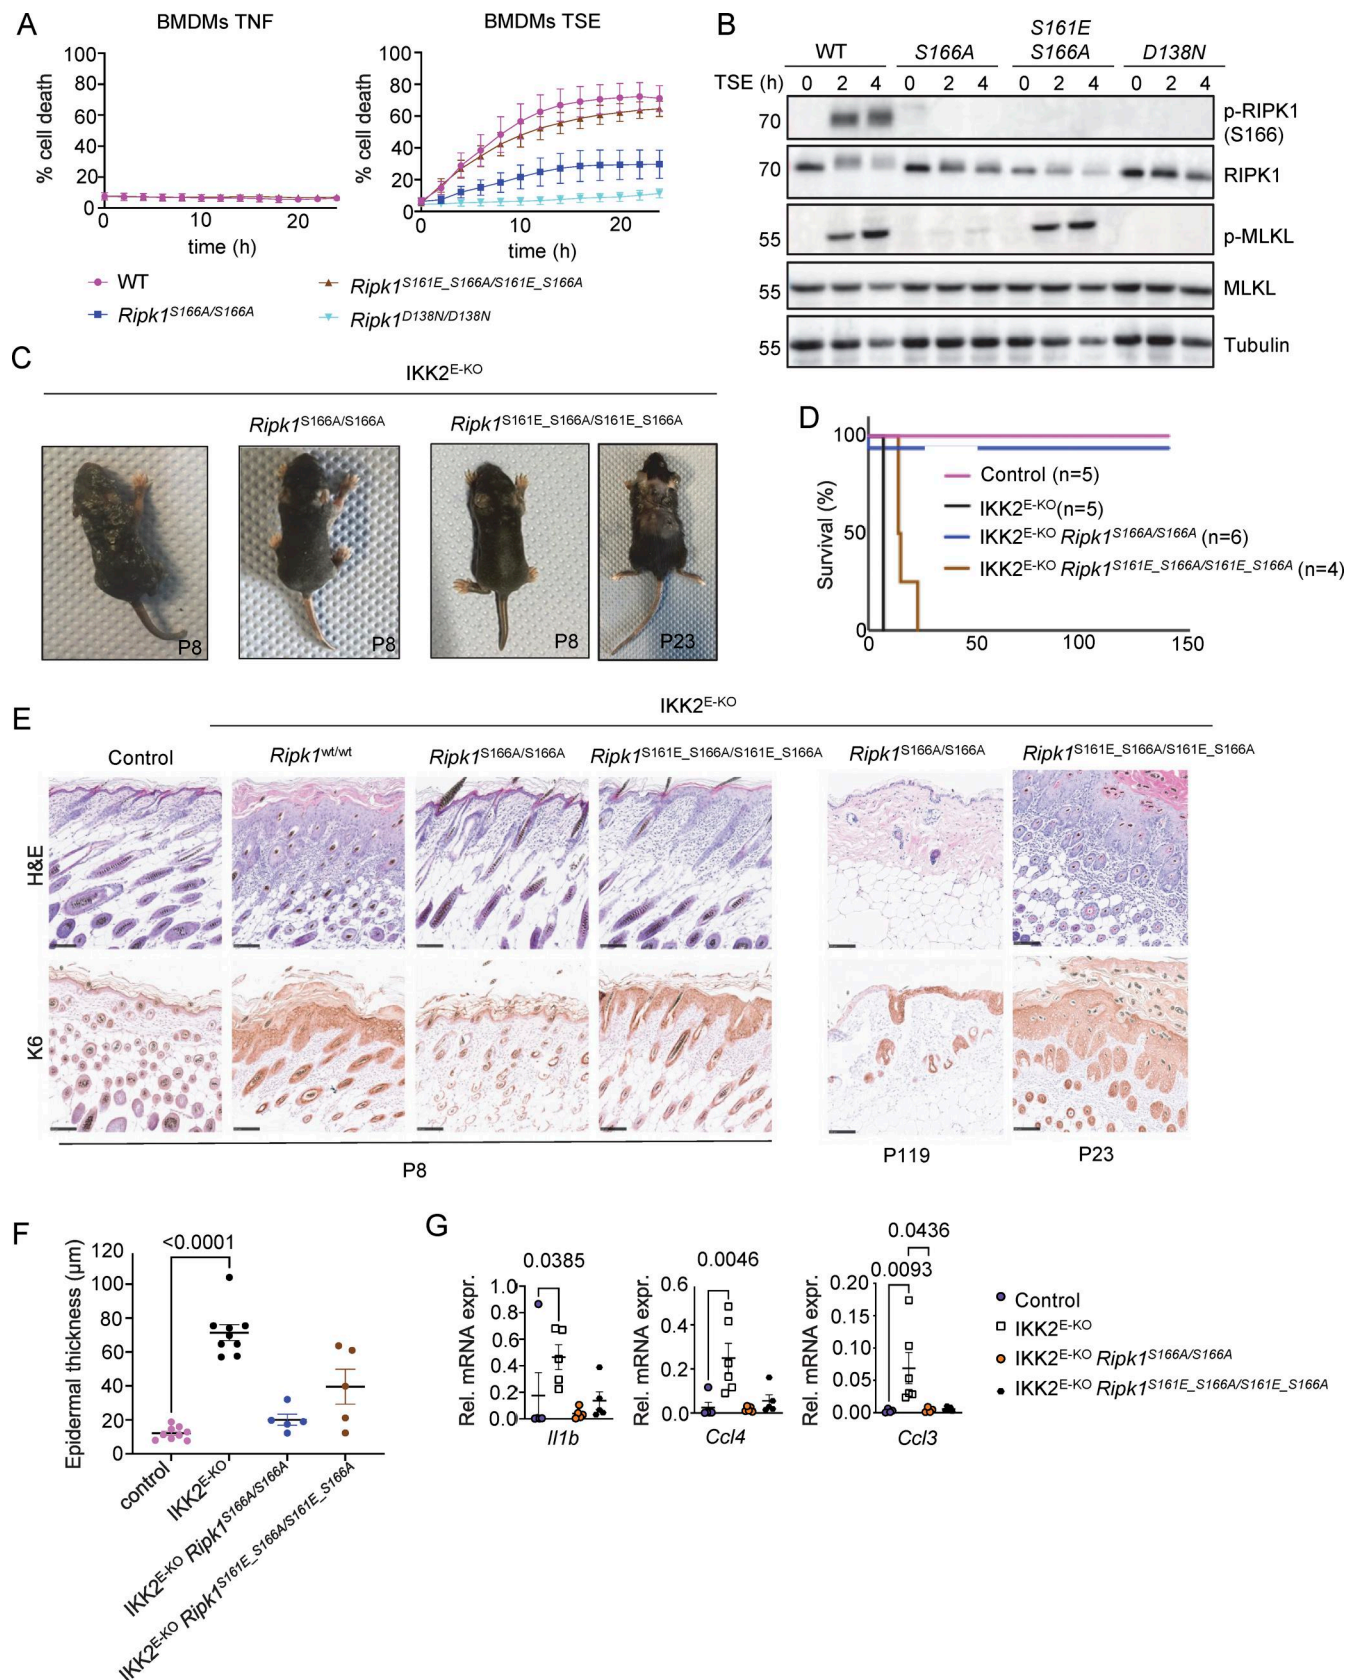 A
BMDMs TNF
BMDMs TSE
% cell death
100
80
60
40
20
0
0 10 20
time (h)
% cell death
100
80
60
40
20
0
0 10 20
time (h)
WT
Ripk1S166A/S166A
Ripk1S161E_S166A/S161E_S166A
Ripk1D138N/D138N
B
WT
S166A
S161E
S166A
D138N
TSE (h) 0 2 4 0 2 4 0 2 4 0 2 4
70
p-RIPK1
(S166)
70
RIPK1
55
p-MLKL
55
MLKL
55
Tubulin
C
IKK2E-KO
Ripk1S166A/S166A
Ripk1S161E_S166A/S161E_S166A
P8
P8
P8
P23
D
Survival (%)
100
50
0
0 50 100 150
Control (n=5)
IKK2E-KO(n=5)
IKK2E-KO Ripk1S166A/S166A (n=6)
IKK2E-KO Ripk1S161E_S166A/S161E_S166A (n=4)
E
IKK2E-KO
Control
Ripk1wt/wt
Ripk1S166A/S166A
Ripk1S161E_S166A/S161E_S166A
Ripk1S166A/S166A
Ripk1S161E_S166A/S161E_S166A
H&E
K6
P8
P119
P23
F
Epidermal thickness (µm)
120
100
80
60
40
20
0
<0.0001
control
IKK2E-KO
IKK2E-KO Ripk1S166A/S166A
IKK2E-KO Ripk1S161E_S166A/S161E_S166A
G
Rel. mRNA expr.
1.0
0.8
0.6
0.4
0.2
0.0
0.0385
Il1b
Rel. mRNA expr.
0.6
0.4
0.2
0.0
0.0046
Ccl4
Rel. mRNA expr.
0.20
0.15
0.10
0.05
0.00
0.0436
0.0093
Ccl3
Control
IKK2E-KO
IKK2E-KO Ripk1S166A/S166A
IKK2E-KO Ripk1S161E_S166A/S161E_S166A